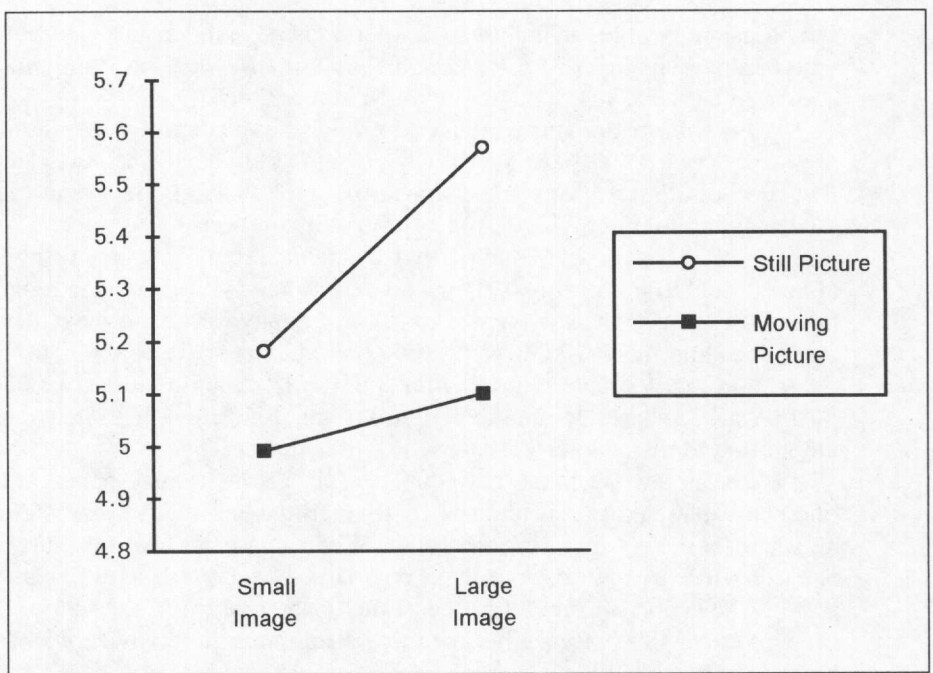 5.7
5.6
5.5
5.4
5.3
5.2
5.1
5
4.9
4.8
Small
Image
Large
Image
Still Picture
Moving
Picture